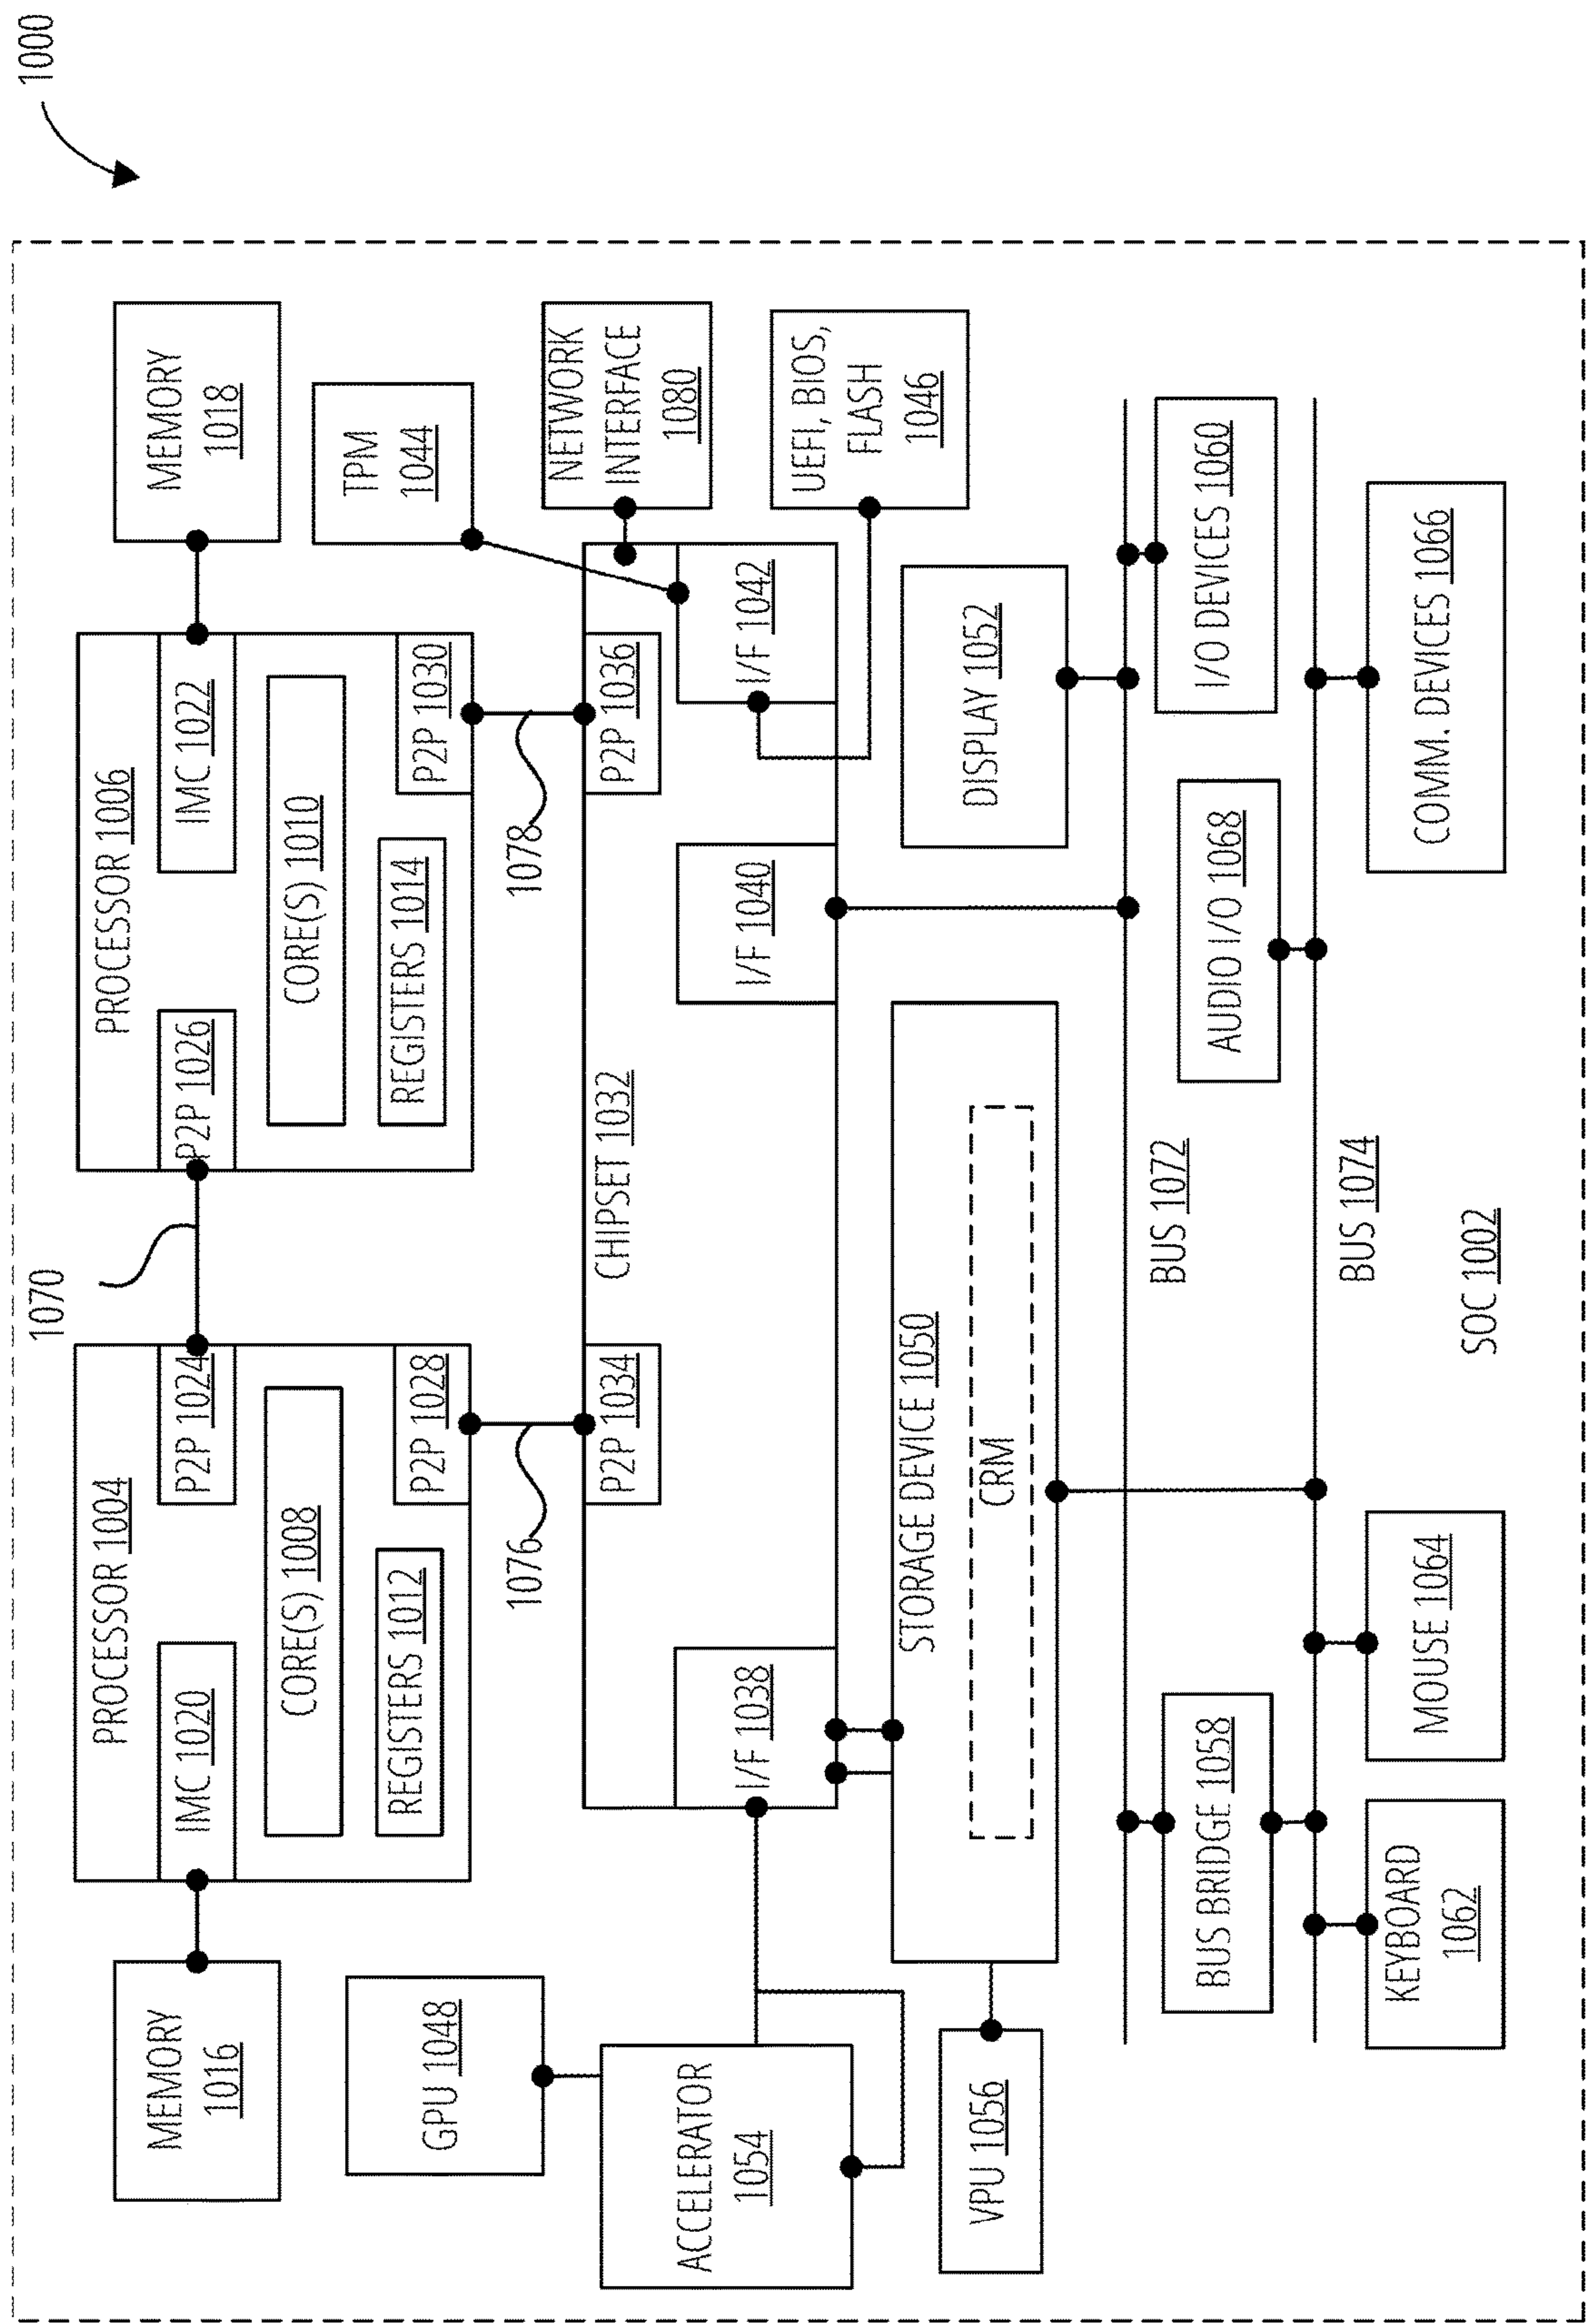 1000
PROCESSOR 1004
PROCESSOR 1006
1070
MEMORY
1016
IMC 1020
P2P 1024
P2P 1026
IMC 1022
MEMORY
1018
CORE(S) 1008
CORE(S) 1010
REGISTERS 1012
P2P 1028
REGISTERS 1014
P2P 1030
TPM
1044
GPU 1048
1076
1078
NETWORK
INTERFACE
1080
P2P 1034
CHIPSET 1032
P2P 1036
ACCELERATOR
1054
I/F 1038
I/F 1040
I/F 1042
UEFI, BIOS,
FLASH
1046
STORAGE DEVICE 1050
CRM
DISPLAY 1052
VPU 1056
BUS 1072
BUS BRIDGE 1058
AUDIO I/O 1068
I/O DEVICES 1060
BUS 1074
KEYBOARD
1062
MOUSE 1064
COMM. DEVICES 1066
SOC 1002